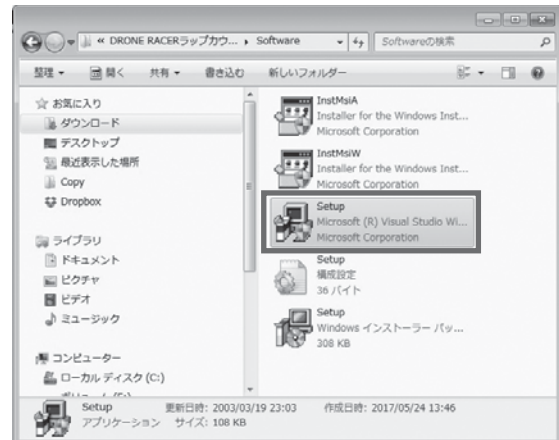 « DRONE RACERラップカウ... ▸ Software
Softwareの検索
整理 ▾
開く
共有 ▾
書き込む
新しいフォルダー
お気に入り
ダウンロード
デスクトップ
最近表示した場所
Copy
Dropbox
ライブラリ
ドキュメント
ピクチャ
ビデオ
ミュージック
コンピューター
ローカル ディスク (C:)
InstMsiA
Installer for the Windows Inst...
Microsoft Corporation
InstMsiW
Installer for the Windows Inst...
Microsoft Corporation
Setup
Microsoft (R) Visual Studio Wi...
Microsoft Corporation
Setup
構成設定
36 バイト
Setup
Windows インストーラー パッ...
308 KB
Setup 更新日時: 2003/03/19 23:03 作成日時: 2017/05/24 13:46
アプリケーション サイズ: 108 KB